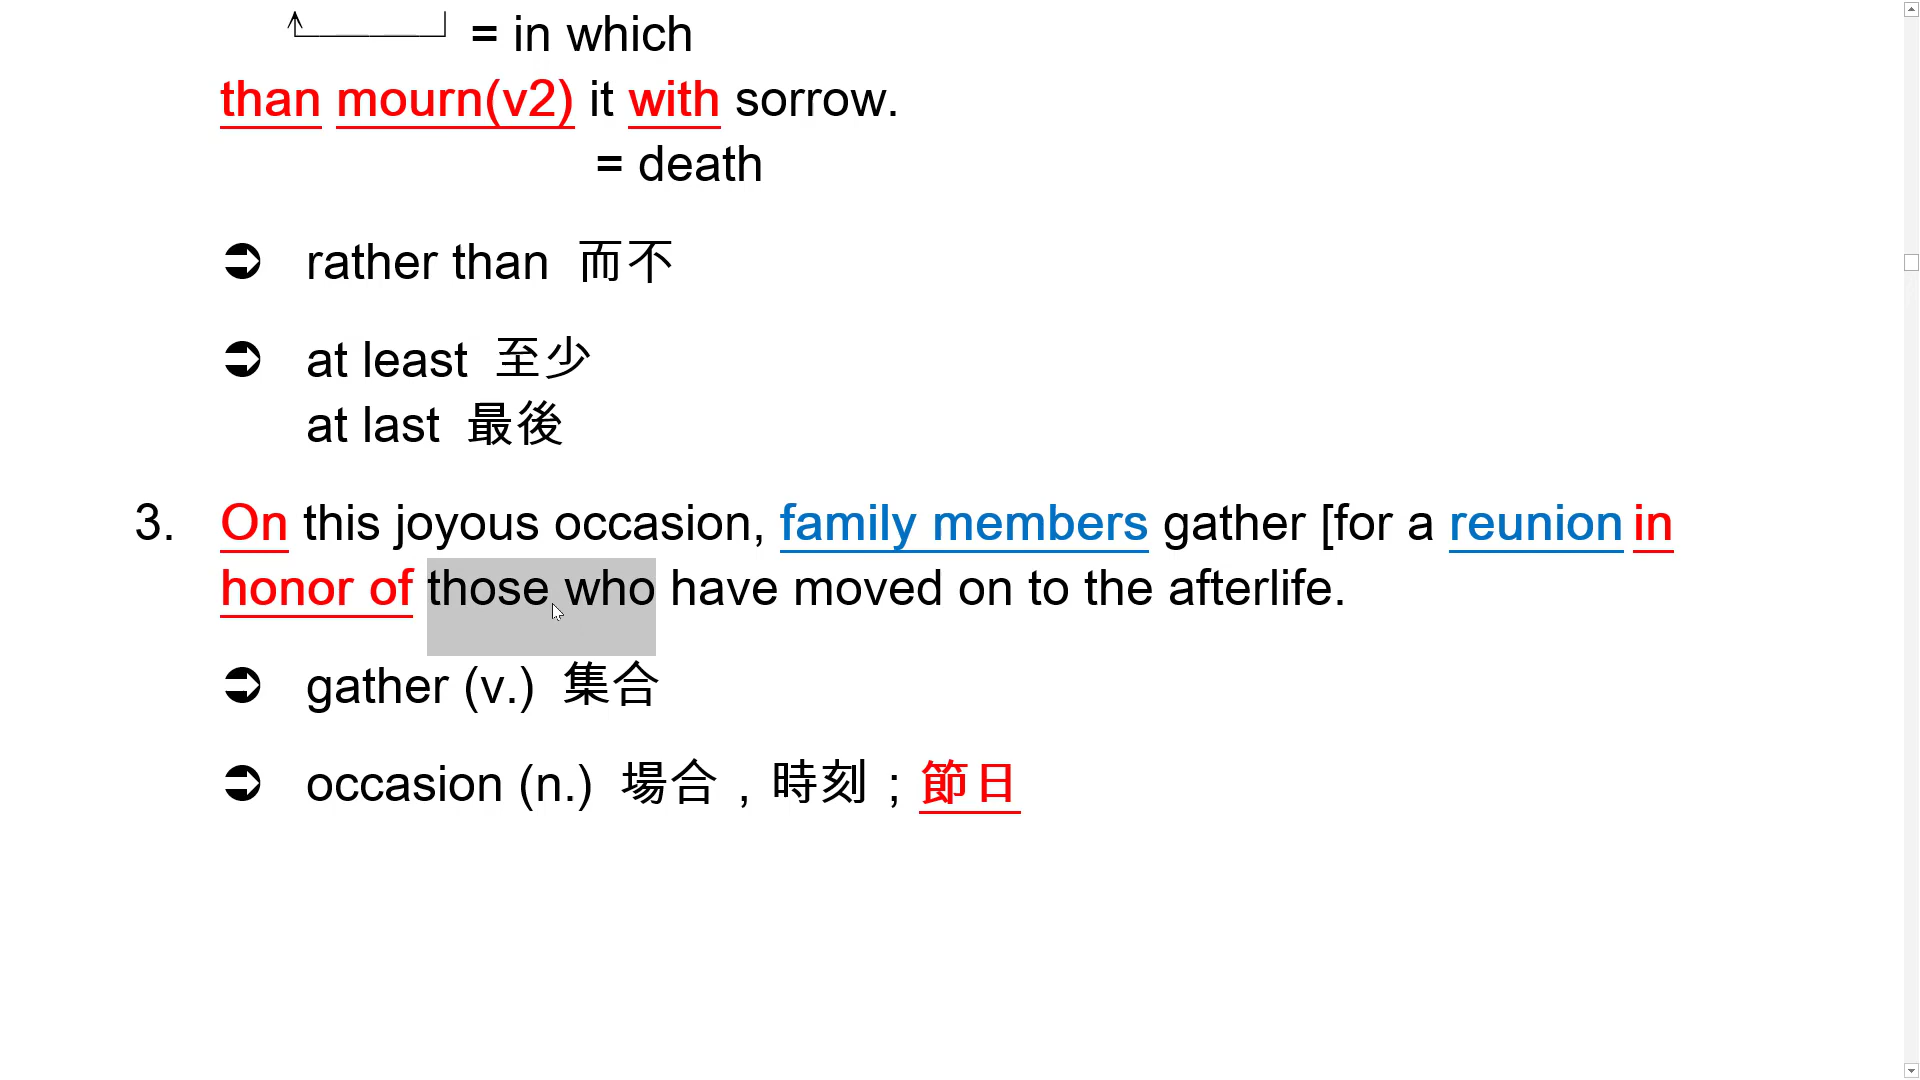 = in which
than mourn(v2) it with sorrow.
= death
➲ rather than 而不
➲ at least 至少
at last 最後
3. On this joyous occasion, family members gather [for a reunion in
honor of those who have moved on to the afterlife.
➲ gather (v.) 集合
➲ occasion (n.) 場合，時刻；節日